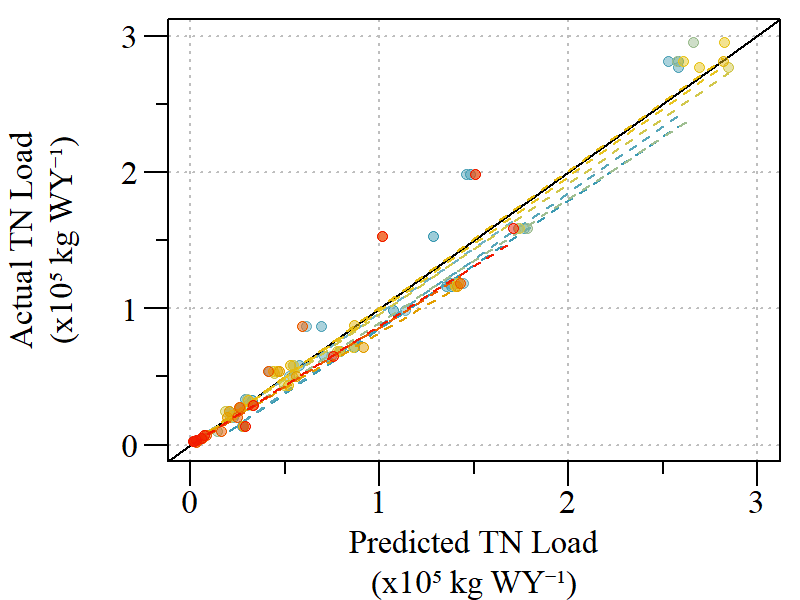 Actual TN Load
(x10⁵ kg WY⁻¹)
3
2
1
0
0 1 2 3
Predicted TN Load
(x10⁵ kg WY⁻¹)